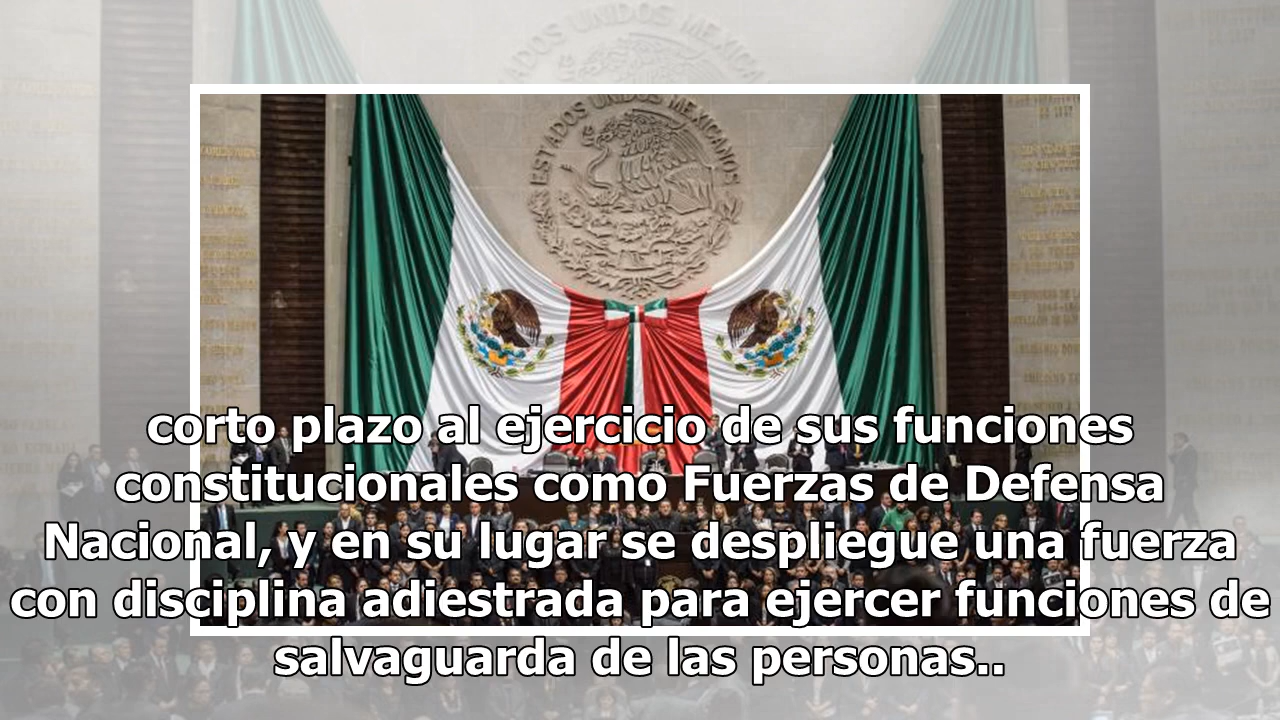 ESTADOS UNIDOS MEXICANOS
corto plazo al ejercicio de sus funciones
constitucionales como Fuerzas de Defensa
Nacional, y en su lugar se despliegue una fuerza
con disciplina adiestrada para ejercer funciones de
salvaguarda de las personas..